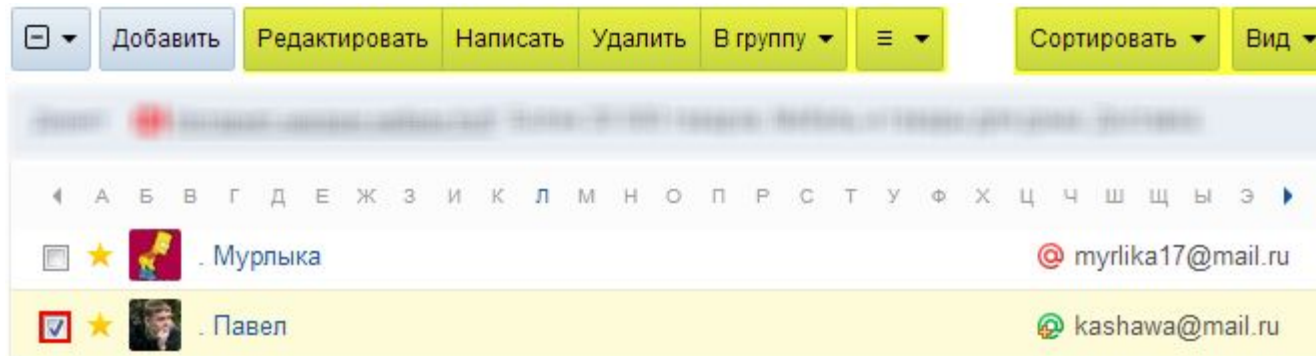 Добавить Редактировать Написать Удалить В группу Сортировать Вид
А Б В Г Д Е Ж З И К Л М Н О П Р С Т У Ф Х Ц Ч Ш Щ Ы Э
. Мурлыка myrlika17@mail.ru
. Павел kashawa@mail.ru